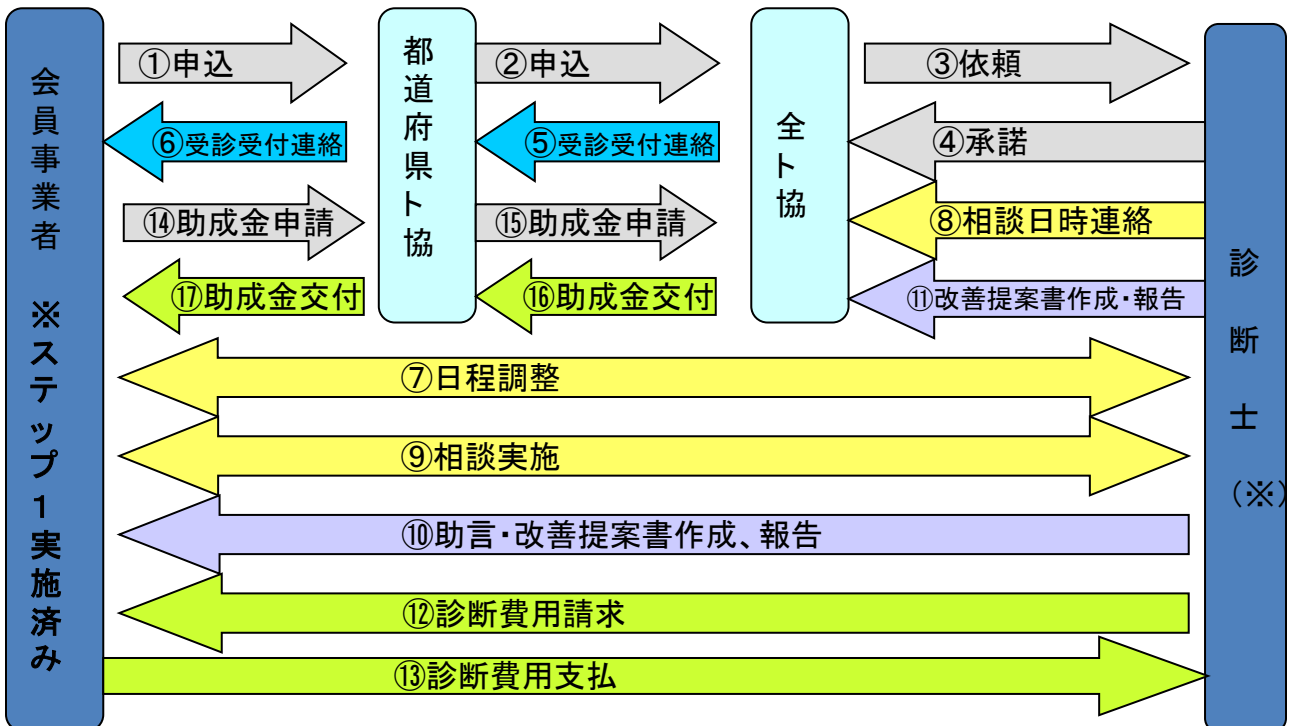 会員事業者 ※ステップ1実施済み
都道府県ト協
全ト協
診断士(※)
①申込
②申込
③依頼
⑥受診受付連絡
⑤受診受付連絡
④承諾
⑭助成金申請
⑮助成金申請
⑧相談日時連絡
⑰助成金交付
⑯助成金交付
⑪改善提案書作成・報告
⑦日程調整
⑨相談実施
⑩助言・改善提案書作成、報告
⑫診断費用請求
⑬診断費用支払